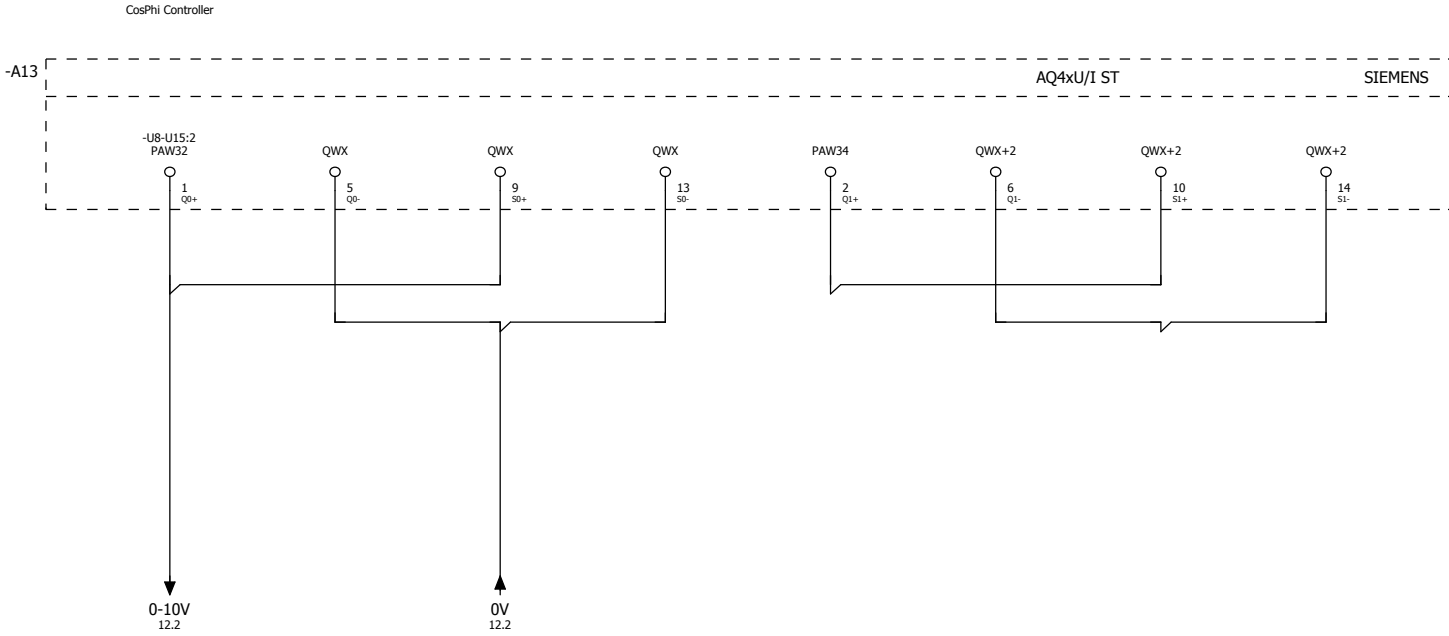 CosPhi Controller
-A13
AQ4xU/I ST
SIEMENS
-U8-U15:2
PAW32
QWX
QWX
QWX
PAW34
QWX+2
QWX+2
QWX+2
1
Q0+
5
Q0-
9
S0+
13
S0-
2
Q1+
6
Q1-
10
S1+
14
S1-
0-10V
12.2
0V
12.2